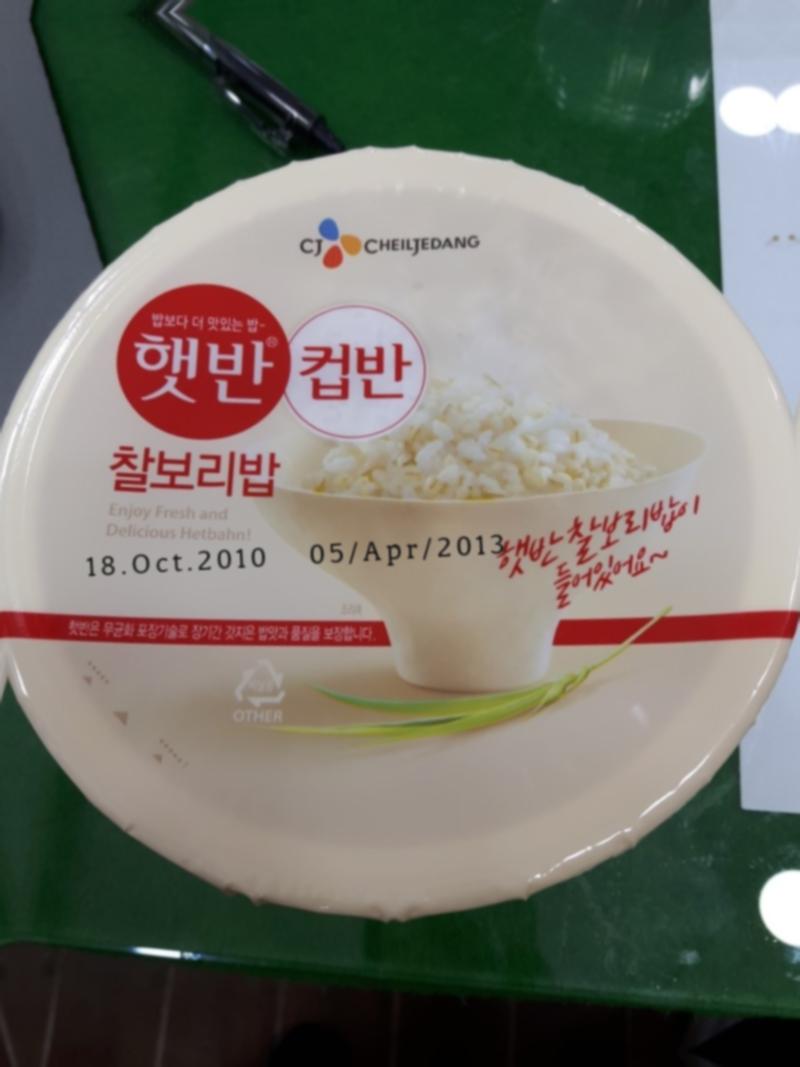 CJ CHEILJEDANG
밥보다 더 맛있는 밥~
햇반®
컵반
찰보리밥
Enjoy Fresh and
Delicious Hetbahn!
18.Oct.2010
05/Apr/2013
햇반 찰보리밥이
들어있어요~
햇반은 무균화 포장기술로 장기간 갓지은 밥맛과 품질을 보장합니다.
OTHER